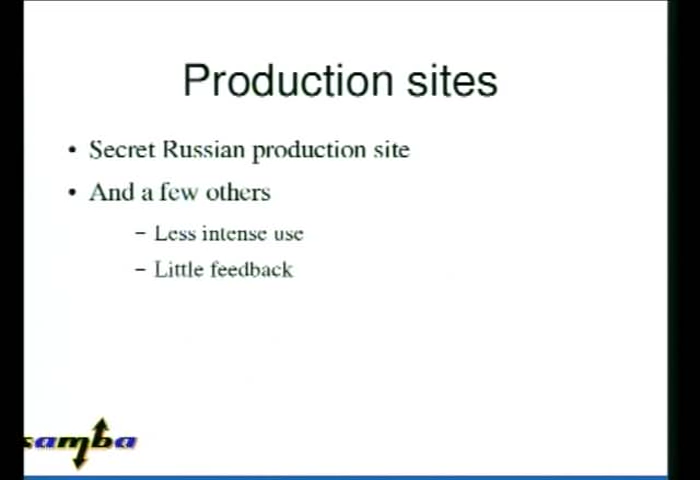 Production sites
• Secret Russian production site
• And a few others
– Less intense use
– Little feedback
samba